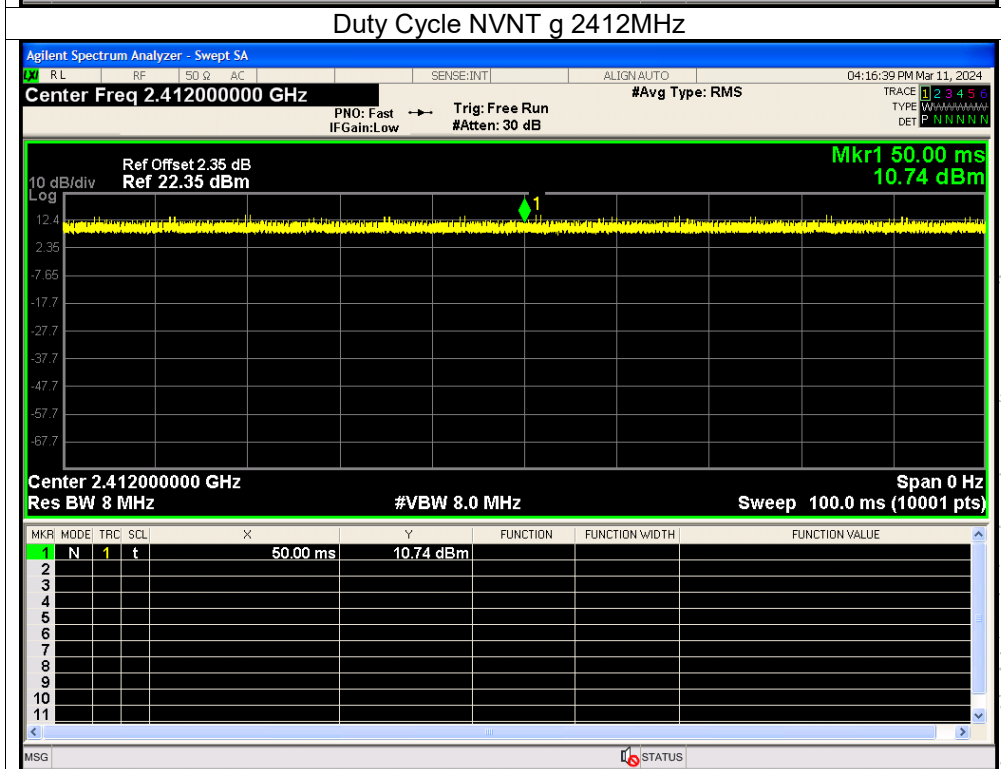 Duty Cycle NVNT g 2412MHz
Agilent Spectrum Analyzer - Swept SA
LXI RL RF 50 Ω AC SENSE:INT ALIGN AUTO 04:16:39 PM Mar 11, 2024
Center Freq 2.412000000 GHz #Avg Type: RMS TRACE 1 2 3 4 5 6
PNO: Fast Trig: Free Run TYPE WWWWWW
IFGain:Low #Atten: 30 dB DET P N N N N N
Mkr1 50.00 ms
Ref Offset 2.35 dB
10 dB/div Ref 22.35 dBm 10.74 dBm
Log
1
12.4
2.35
-7.65
-17.7
-27.7
-37.7
-47.7
-57.7
-67.7
Center 2.412000000 GHz Span 0 Hz
Res BW 8 MHz #VBW 8.0 MHz Sweep 100.0 ms (10001 pts)
MKR MODE TRC SCL X Y FUNCTION FUNCTION WIDTH FUNCTION VALUE
1 N 1 t 50.00 ms 10.74 dBm
2
3
4
5
6
7
8
9
10
11
MSG STATUS